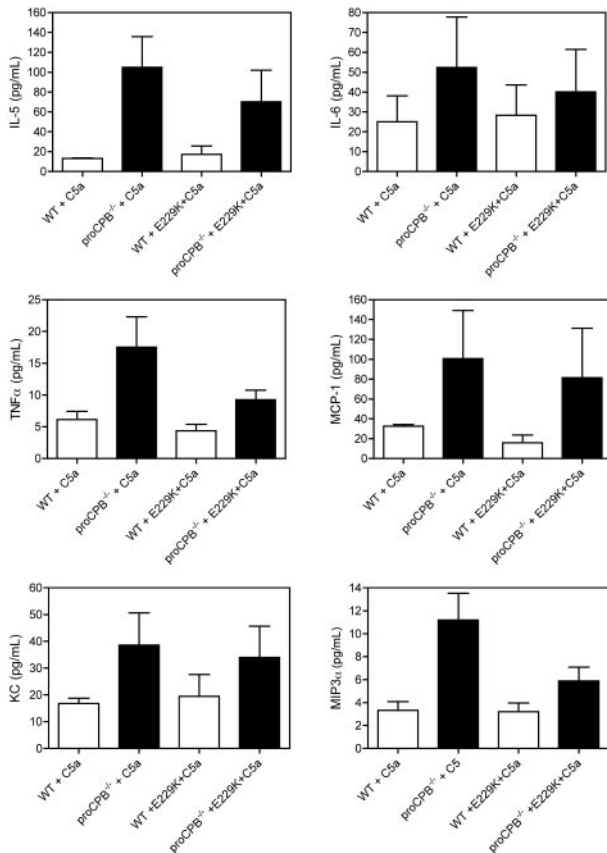 160
140
120
100
80
60
40
20
0
IL-5 (pg/mL)
WT + C5a
proCPB-/- + C5a
WT + E229K+C5a
proCPB-/- + E229K+C5a
80
70
60
50
40
30
20
10
0
IL-6 (pg/mL)
WT + C5a
proCPB-/- + C5a
WT + E229K+C5a
proCPB-/- + E229K+C5a
25
20
15
10
5
0
TNFα (pg/mL)
WT + C5a
proCPB-/- + C5a
WT + E229K+C5a
proCPB-/- + E229K+C5a
160
140
120
100
80
60
40
20
0
MCP-1 (pg/mL)
WT + C5a
proCPB-/- + C5a
WT + E229K+C5a
proCPB-/- + E229K+C5a
60
50
40
30
20
10
0
KC (pg/mL)
WT + C5a
proCPB-/- + C5a
WT +E229K+C5a
proCPB-/- +E229K+C5a
14
12
10
8
6
4
2
0
MIP3α (pg/mL)
WT + C5a
proCPB-/- + C5
WT +E229K+C5a
proCPB-/- +E229K+C5a